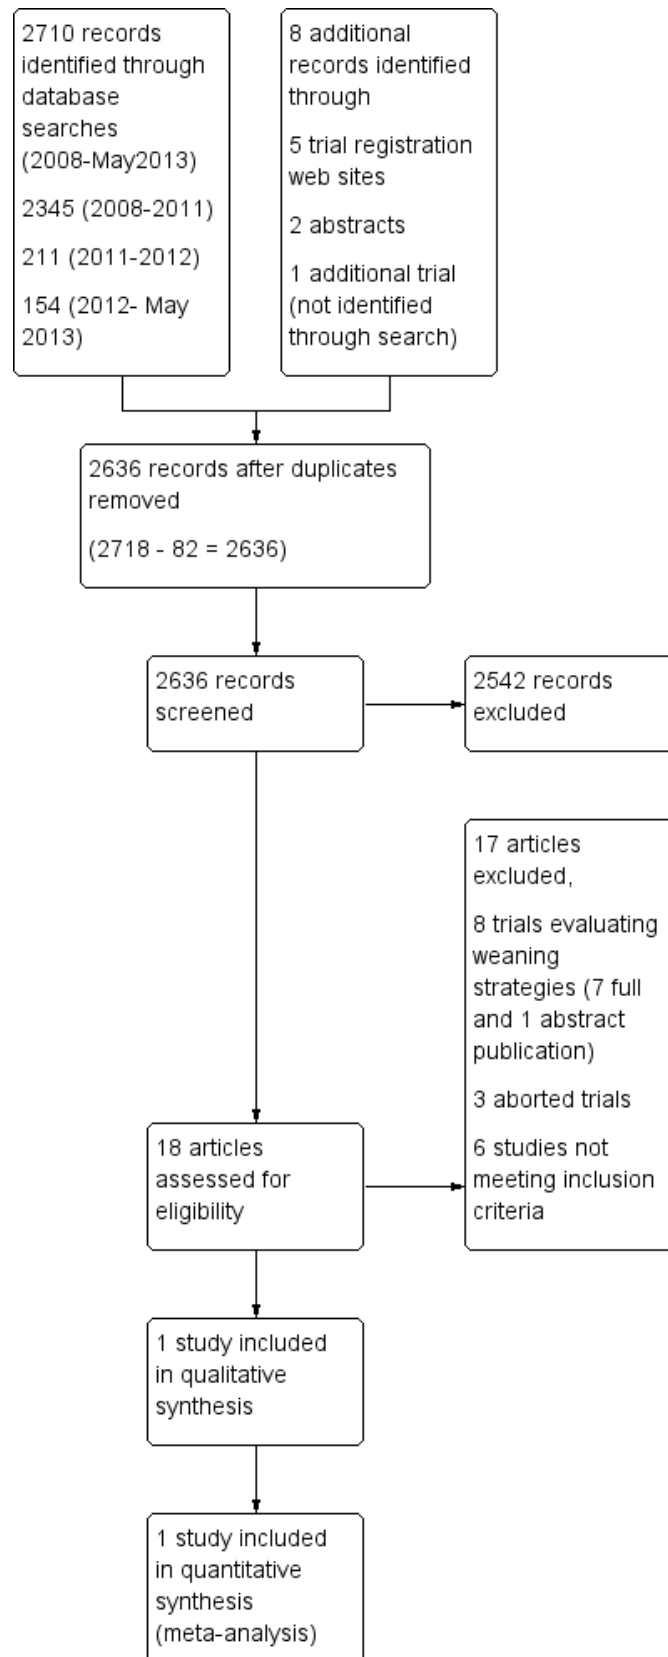 2710 records
identified through
database
searches
(2008-May2013)
2345 (2008-2011)
211 (2011-2012)
154 (2012- May
2013)
8 additional
records identified
through
5 trial registration
web sites
2 abstracts
1 additional trial
(not identified
through search)
2636 records after duplicates
removed
(2718 - 82 = 2636)
2636 records
screened
2542 records
excluded
17 articles
excluded,
8 trials evaluating
weaning
strategies (7 full
and 1 abstract
publication)
3 aborted trials
6 studies not
meeting inclusion
criteria
18 articles
assessed for
eligibility
1 study included
in qualitative
synthesis
1 study included
in quantitative
synthesis
(meta-analysis)